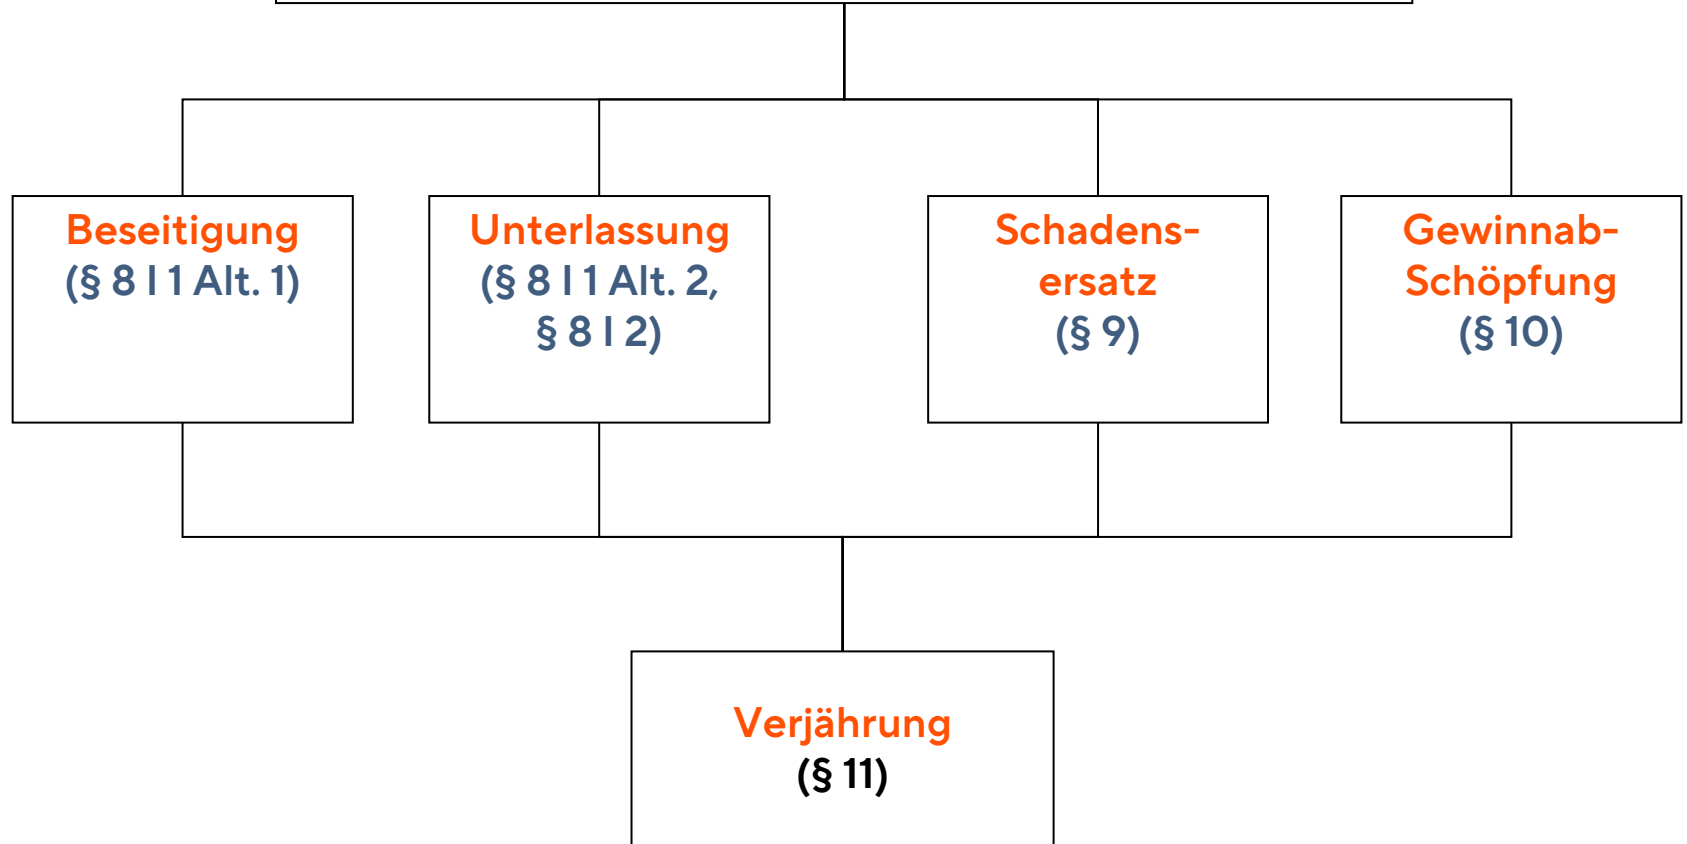 Beseitigung
(§ 8 I 1 Alt. 1)
Unterlassung
(§ 8 I 1 Alt. 2,
§ 8 I 2)
Schadens-
ersatz
(§ 9)
Gewinnab-
Schöpfung
(§ 10)
Verjährung
(§ 11)